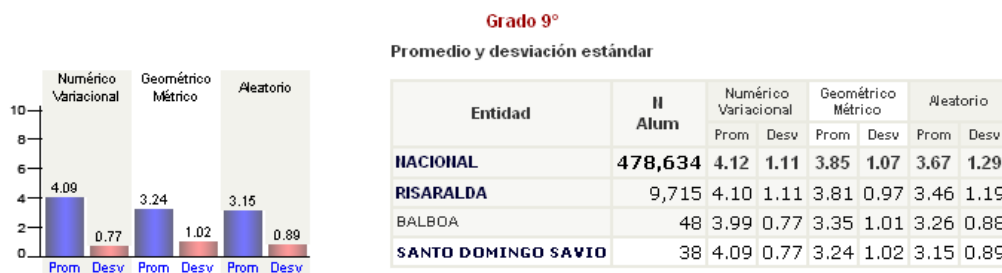 Grado 9°
Promedio y desviación estándar
Numérico Variacional
Geométrico Métrico
Aleatorio
10
8
6
4
2
0
4.09
0.77
3.24
1.02
3.15
0.89
Prom Desv Prom Desv Prom Desv
Entidad N Alum Numérico Variacional Geométrico Métrico Aleatorio
Prom Desv Prom Desv Prom Desv
NACIONAL 478,634 4.12 1.11 3.85 1.07 3.67 1.29
RISARALDA 9,715 4.10 1.11 3.81 0.97 3.46 1.19
BALBOA 48 3.99 0.77 3.35 1.01 3.26 0.88
SANTO DOMINGO SAVIO 38 4.09 0.77 3.24 1.02 3.15 0.89